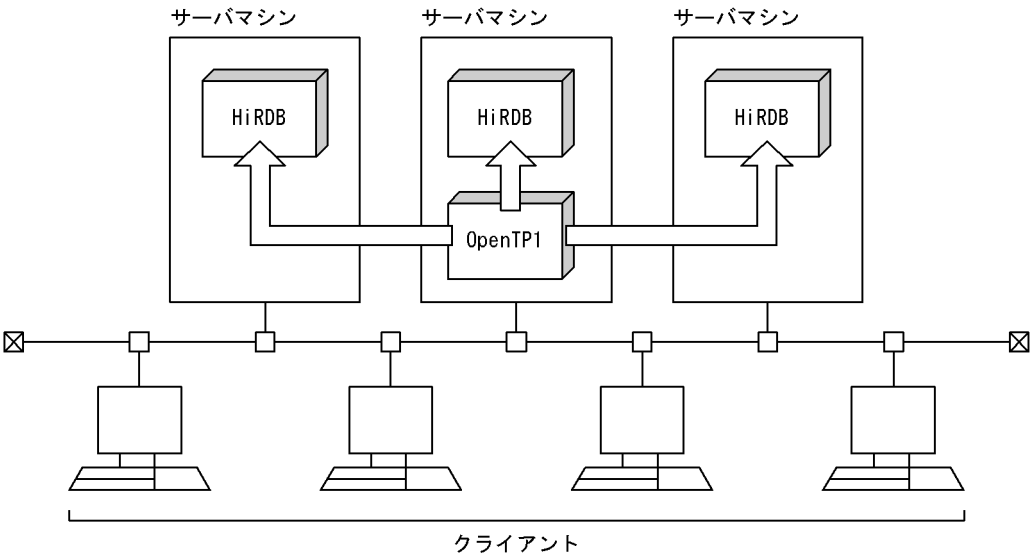 サーバマシン
サーバマシン
サーバマシン
HiRDB
HiRDB
HiRDB
OpenTP1
クライアント